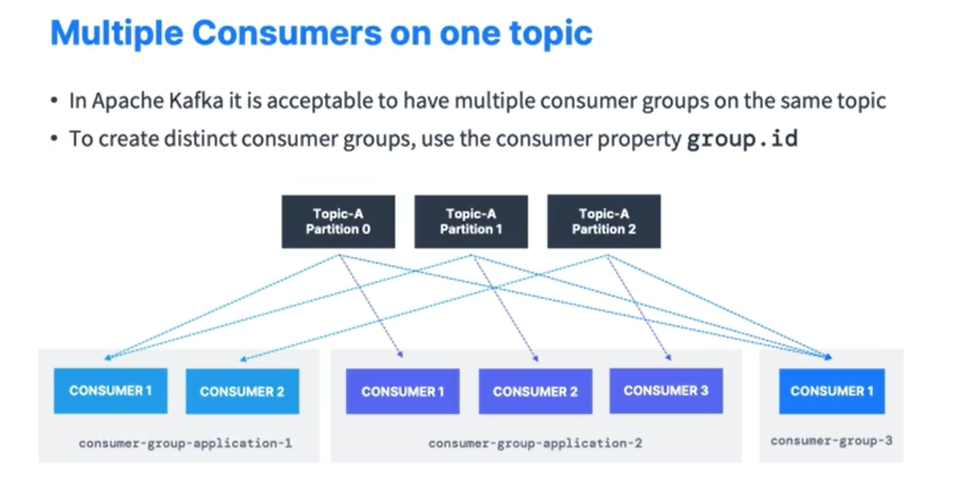 Multiple Consumers on one topic
• In Apache Kafka it is acceptable to have multiple consumer groups on the same topic
• To create distinct consumer groups, use the consumer property group.id
Topic-A
Partition 0
Topic-A
Partition 1
Topic-A
Partition 2
CONSUMER 1
CONSUMER 2
consumer-group-application-1
CONSUMER 1
CONSUMER 2
CONSUMER 3
consumer-group-application-2
CONSUMER 1
consumer-group-3